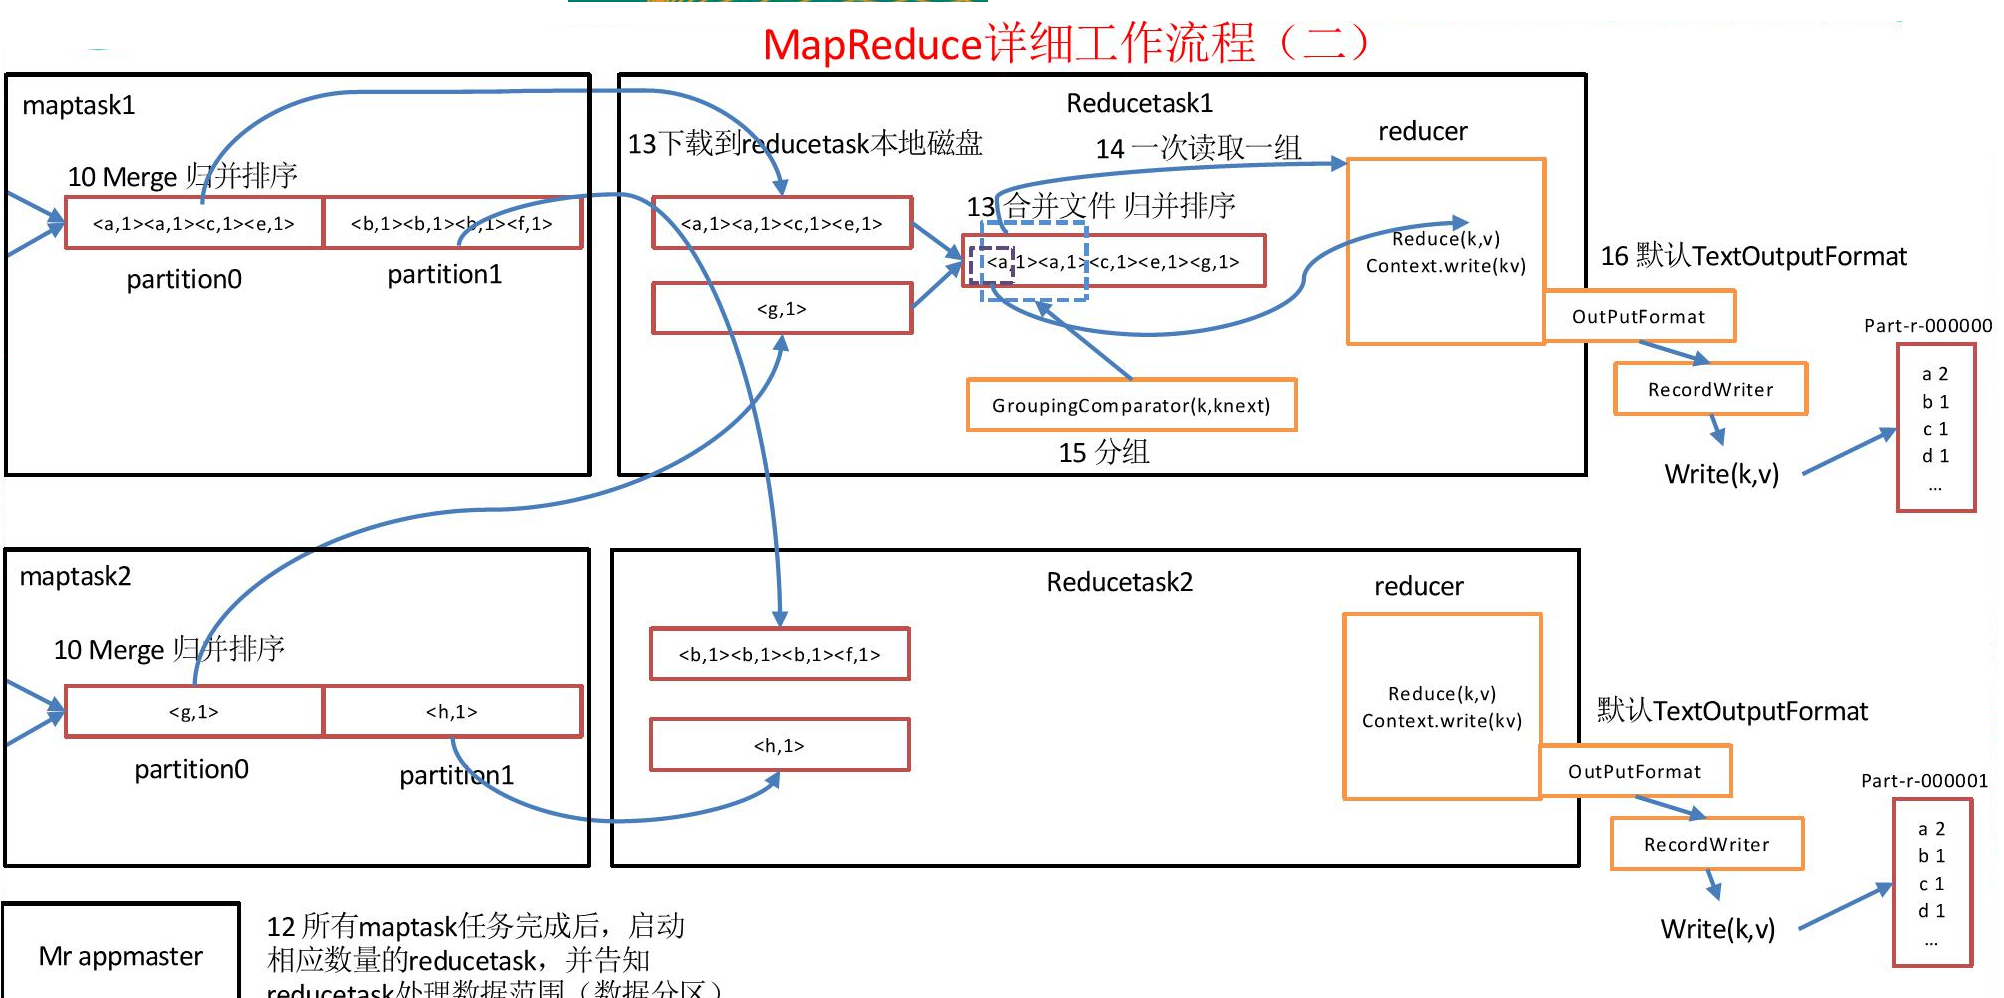 MapReduce详细工作流程（二）
maptask1
10 Merge 归并排序
<a,1><a,1><c,1><e,1>
<b,1><b,1><b,1><f,1>
partition0
partition1
Reducetask1
13下载到reducetask本地磁盘
14 一次读取一组
reducer
<a,1><a,1><c,1><e,1>
<g,1>
13 合并文件 归并排序
<a,1><a,1><c,1><e,1><g,1>
Reduce(k,v)
Context.write(kv)
GroupingComparator(k,knext)
15 分组
16 默认TextOutputFormat
OutPutFormat
RecordWriter
Write(k,v)
Part-r-000000
a 2
b 1
c 1
d 1
...
maptask2
10 Merge 归并排序
<g,1>
<h,1>
partition0
partition1
Reducetask2
reducer
<b,1><b,1><b,1><f,1>
<h,1>
Reduce(k,v)
Context.write(kv)
默认TextOutputFormat
OutPutFormat
RecordWriter
Write(k,v)
Part-r-000001
a 2
b 1
c 1
d 1
...
Mr appmaster
12 所有maptask任务完成后，启动
相应数量的reducetask，并告知
reducetask处理数据范围（数据分区）